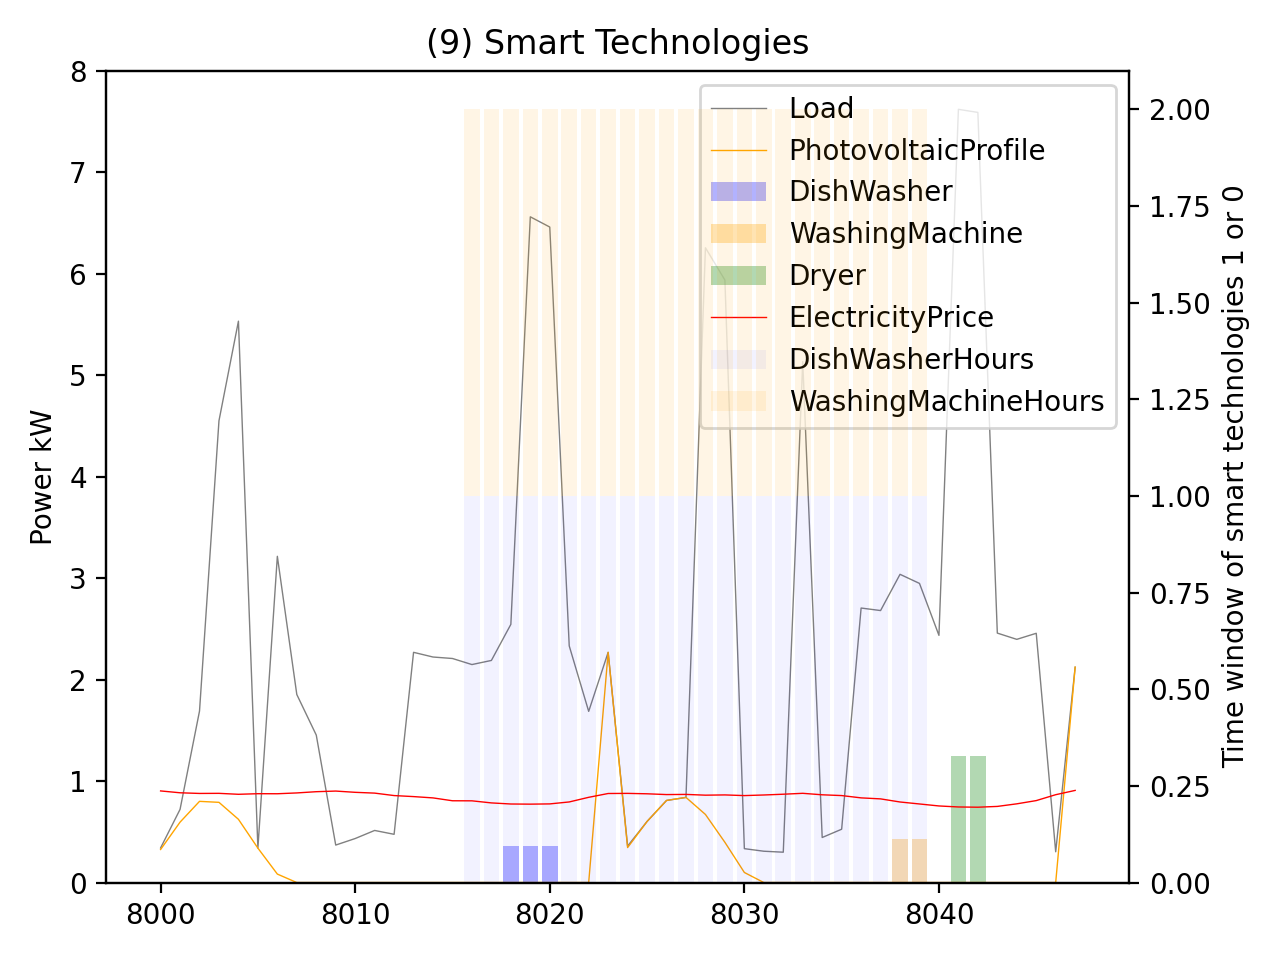 (9) Smart Technologies
8
7
6
5
4
3
2
1
0
Power kW
Load
PhotovoltaicProfile
DishWasher
WashingMachine
Dryer
ElectricityPrice
DishWasherHours
WashingMachineHours
2.00
1.75
1.50
1.25
1.00
0.75
0.50
0.25
0.00
Time window of smart technologies 1 or 0
8000 8010 8020 8030 8040